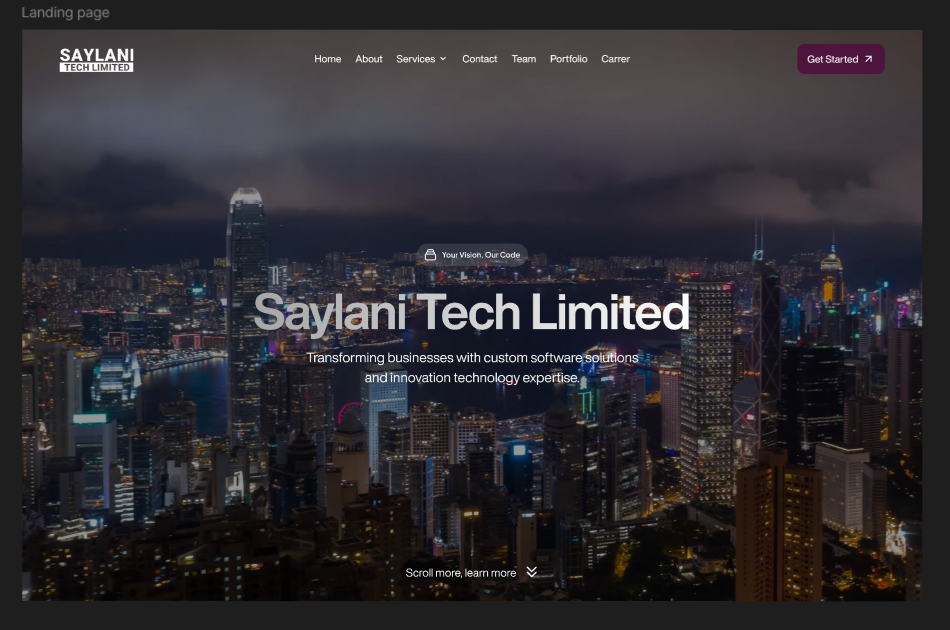 Landing page
SAYLANI
TECH LIMITED
Home About Services Contact Team Portfolio Carrer
Get Started
Your Vision, Our Code
Saylani Tech Limited
Transforming businesses with custom software solutions
and innovation technology expertise.
Scroll more, learn more